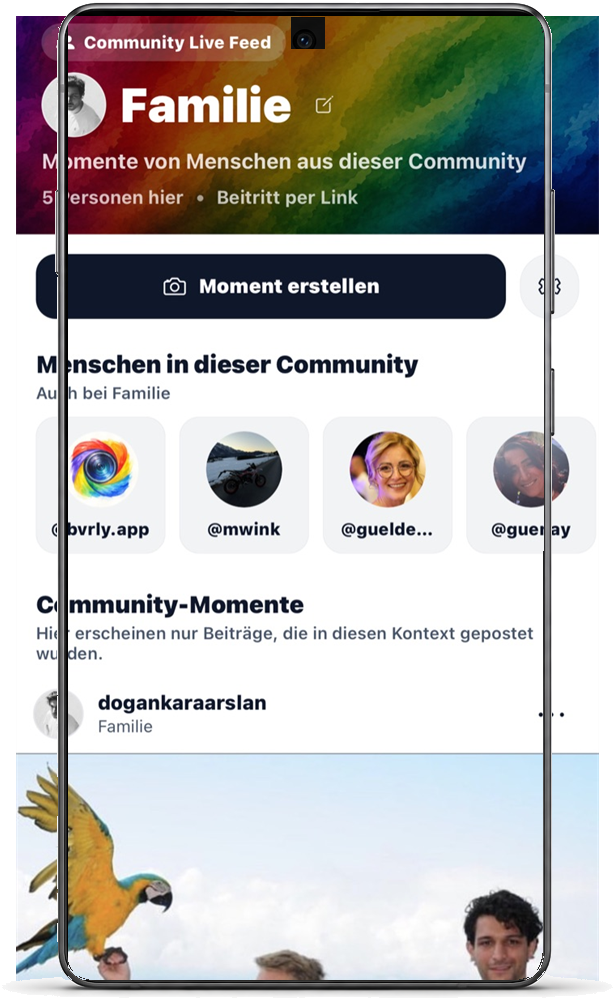 Community Live Feed
Familie
Momente von Menschen aus dieser Community
5 Personen hier • Beitritt per Link
Moment erstellen
Menschen in dieser Community
Auch bei Familie
@bvrly.app
@mwink
@guelde...
@guenay
Community-Momente
Hier erscheinen nur Beiträge, die in diesen Kontext gepostet
wurden.
dogankaraarslan
Familie